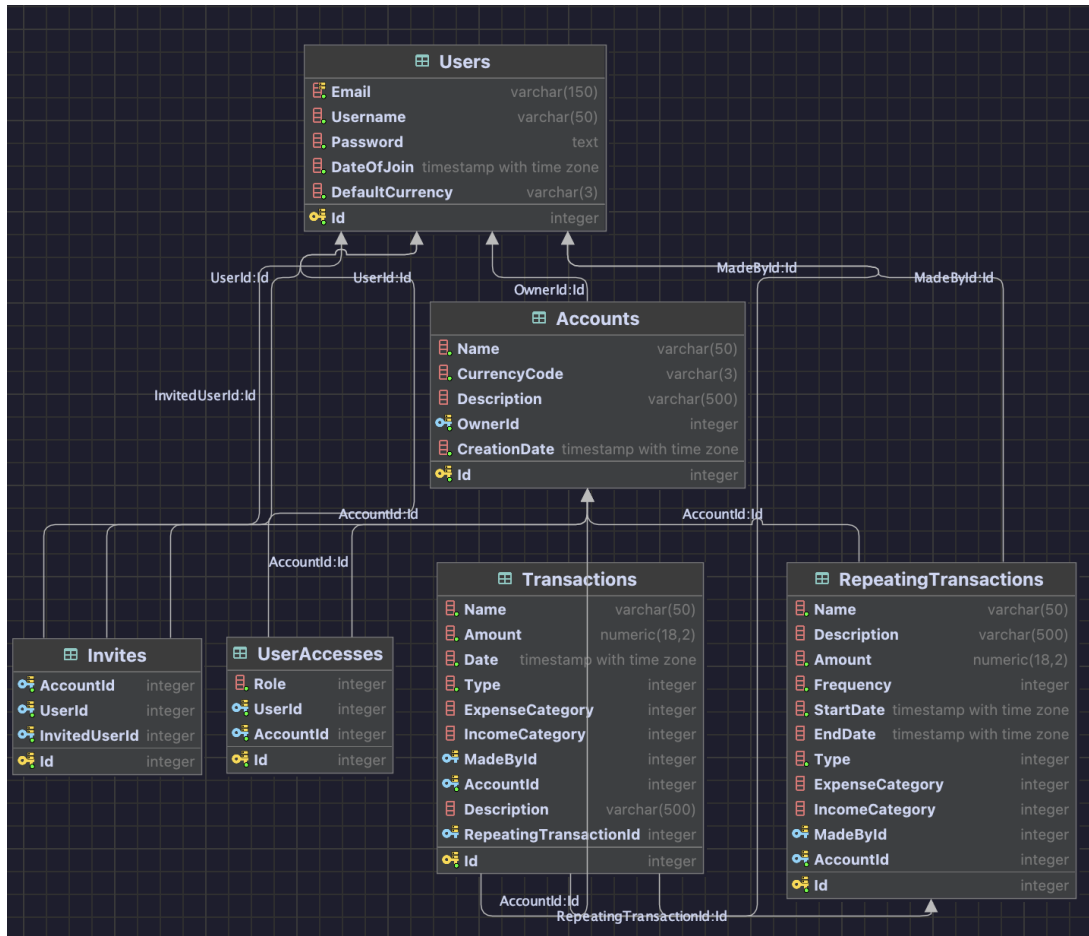 Users
Email varchar(150)
Username varchar(50)
Password text
DateOfJoin timestamp with time zone
DefaultCurrency varchar(3)
Id integer
UserId:Id
UserId:Id
MadeById:Id
MadeById:Id
OwnerId:Id
Accounts
Name varchar(50)
CurrencyCode varchar(3)
Description varchar(500)
OwnerId integer
CreationDate timestamp with time zone
Id integer
InvitedUserId:Id
AccountId:Id
AccountId:Id
AccountId:Id
Transactions
Name varchar(50)
Amount numeric(18,2)
Date timestamp with time zone
Type integer
ExpenseCategory integer
IncomeCategory integer
MadeById integer
AccountId integer
Description varchar(500)
RepeatingTransactionId integer
Id integer
RepeatingTransactions
Name varchar(50)
Description varchar(500)
Amount numeric(18,2)
Frequency integer
StartDate timestamp with time zone
EndDate timestamp with time zone
Type integer
ExpenseCategory integer
IncomeCategory integer
MadeById integer
AccountId integer
Id integer
Invites
AccountId integer
UserId integer
InvitedUserId integer
Id integer
UserAccesses
Role integer
UserId integer
AccountId integer
Id integer
AccountId:Id
RepeatingTransactionId:Id